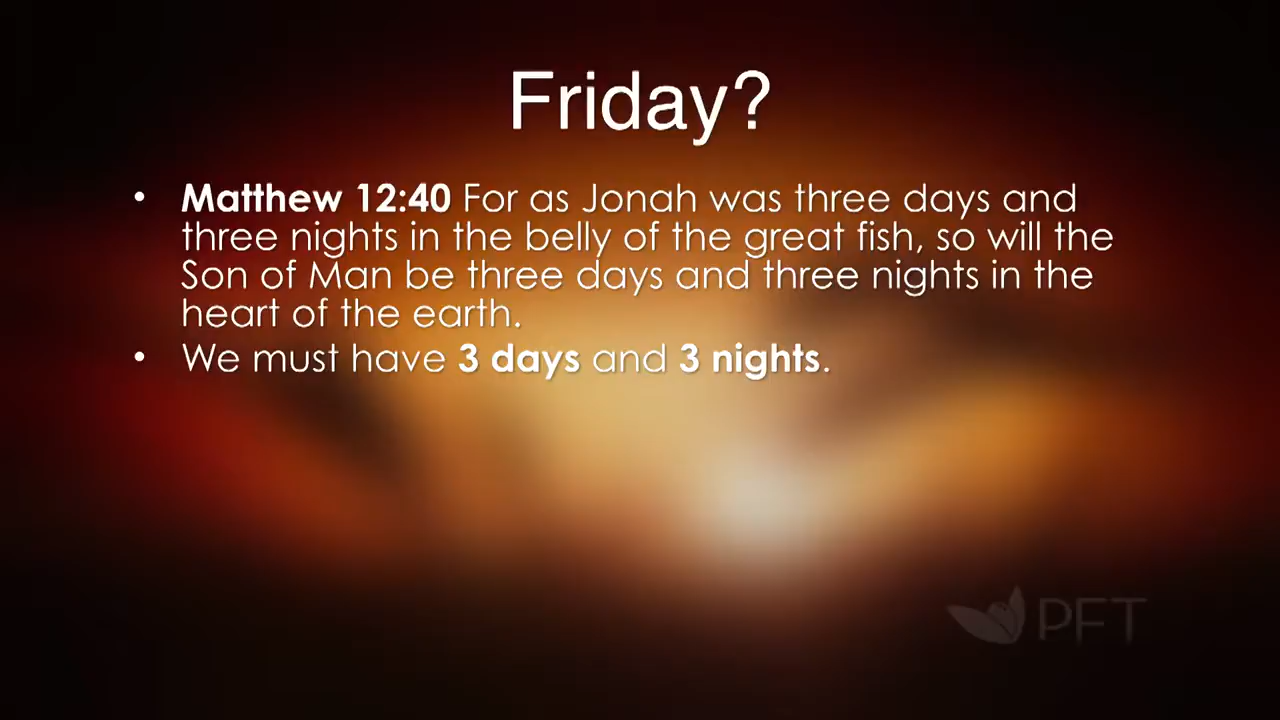 Friday?
• Matthew 12:40 For as Jonah was three days and
three nights in the belly of the great fish, so will the
Son of Man be three days and three nights in the
heart of the earth.
• We must have 3 days and 3 nights.
PFT